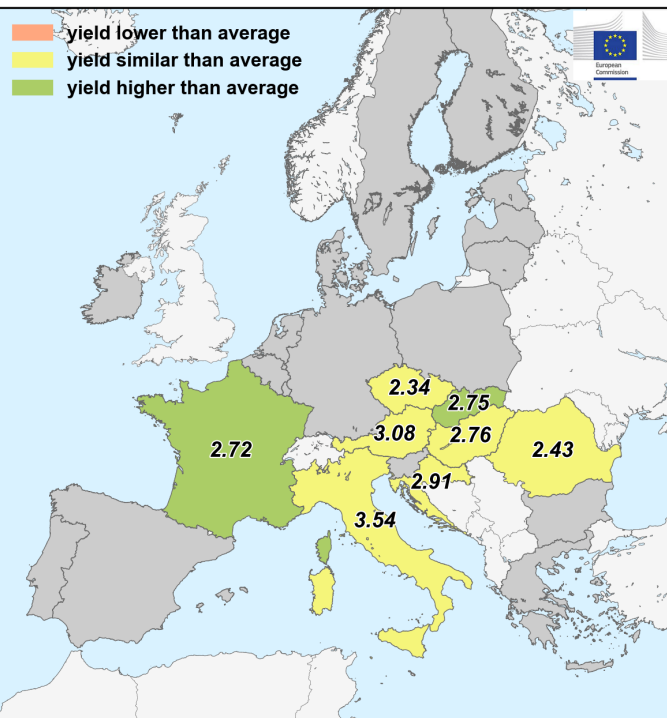 yield lower than average
yield similar than average
yield higher than average
European
Commission
2.34
2.75
3.08
2.76
2.72
2.43
2.91
3.54